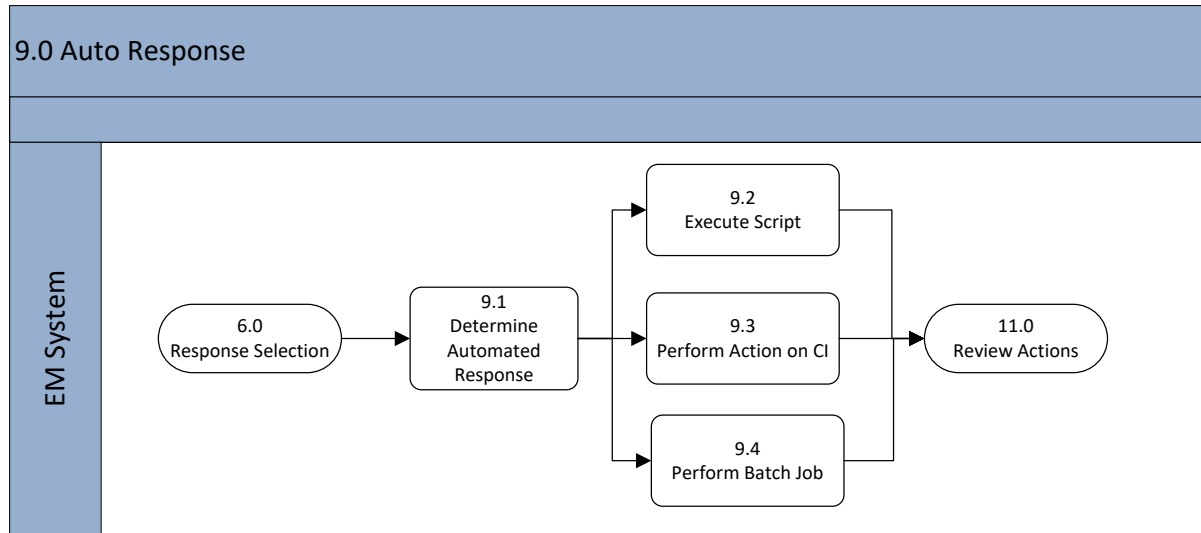 9.0 Auto Response
EM System
6.0
Response Selection
9.1
Determine
Automated
Response
9.2
Execute Script
9.3
Perform Action on CI
9.4
Perform Batch Job
11.0
Review Actions